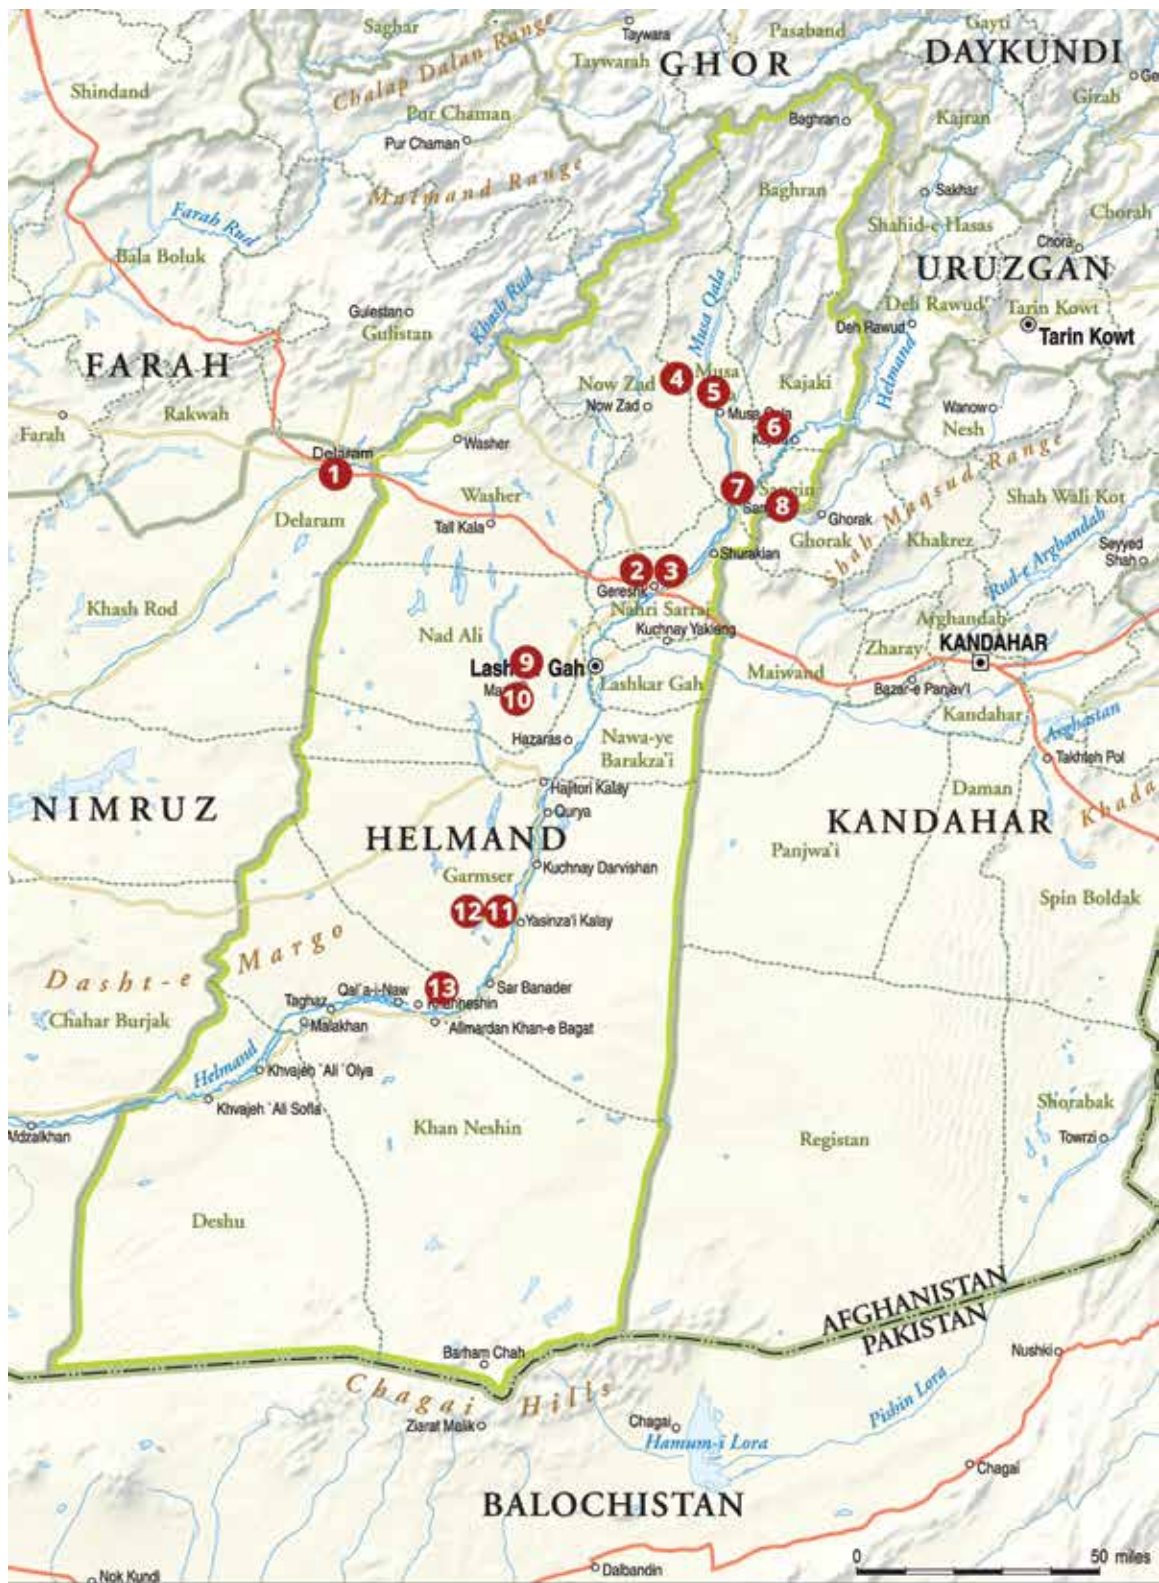 Saghar
Taywara
Pasaband
Gayti
Chalap Dalan Range
Taywarah
GHOR
DAYKUNDI
Shindand
Girab
Pur Chaman
Pur Chaman
Baghran
Kajran
Malmand Range
Baghran
Sakhar
Farah Rud
Shahid-e Hasas
Chorah
Chora
Bala Boluk
URUZGAN
Khash Rud
Musa Qala
Gulestan
Gulistan
Deh Rawud
Tarin Kowt
Deh Rawud
Tarin Kowt
FARAH
Helmand
4
Musa
5
Now Zad
Kajaki
Now Zad
Musa Qala
Rakwah
Wanow
Nesh
Farah
6
Washer
Delaram
1
Shah Maqsud Range
7
8
Washer
Shah Wali Kot
Delaram
Tall Kala
Ghorak
Ghorak
Khakrez
Rud-e Arghandab
Seyyed
Shah
Shurakian
2
3
Gereshk
Khash Rod
Nahri Sarraj
Arghandab
Nad Ali
Kuchnay Yakleng
Zharay
KANDAHAR
9
Gah
Maiwand
Lashkar Gah
Bazar-e Panjav'i
10
Kandahar
Arghastan
Hazaras
Nawa-ye
Barakza'i
Takhteh Pol
Hajitori Kalay
Daman
NIMRUZ
Qurya
Khada
HELMAND
KANDAHAR
Panjwa'i
Kuchnay Darvishan
Garmser
Spin Boldak
12
11
Yasinza'i Kalay
Dasht-e Margo
13
Sar Banader
Qal'a-i-Naw
Taghaz
Khanneshin
Chahar Burjak
Malakhan
Allmardan Khan-e Bagat
Helmand
Khvajeh 'Ali 'Olya
Khvajeh 'Ali Sofla
Shorabak
Khan Neshin
Registan
Towrzi
Deshu
AFGHANISTAN
PAKISTAN
Barham Chah
Nushki
Chagai Hills
Pishin Lora
Ziarat Malik
Chagai
Hamum-i Lora
Chagai
BALOCHISTAN
0
50 miles
Dalbandin
Nok Kundi